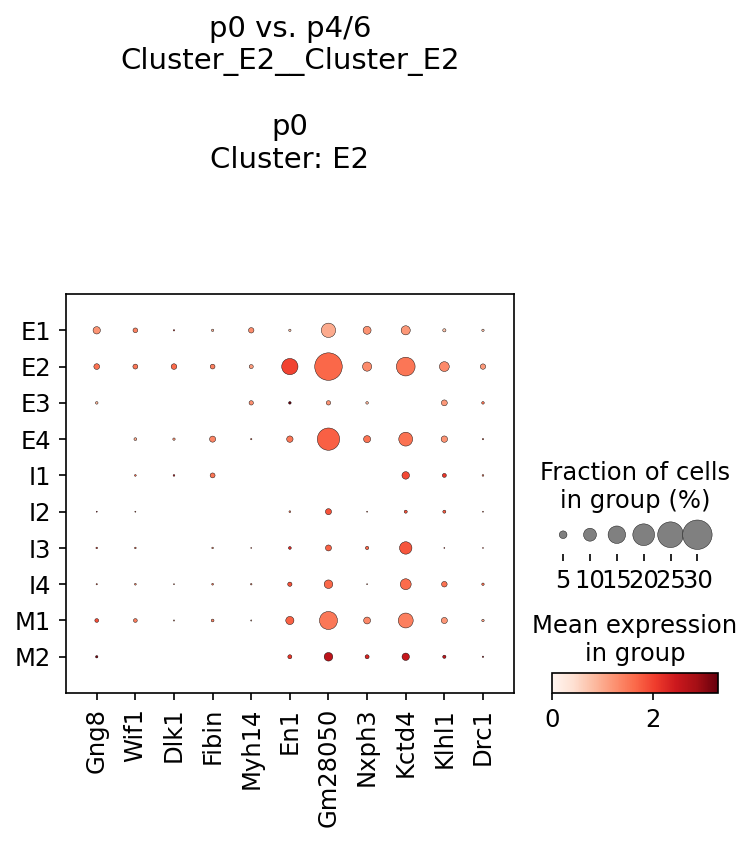 p0 vs. p4/6
Cluster_E2__Cluster_E2
p0
Cluster: E2
E1
E2
E3
E4
I1
I2
I3
I4
M1
M2
Gng8
Wif1
Dlk1
Fibin
Myh14
En1
Gm28050
Nxph3
Kctd4
Klhl1
Drc1
Fraction of cells
in group (%)
5 10 15 20 25 30
Mean expression
in group
0 2